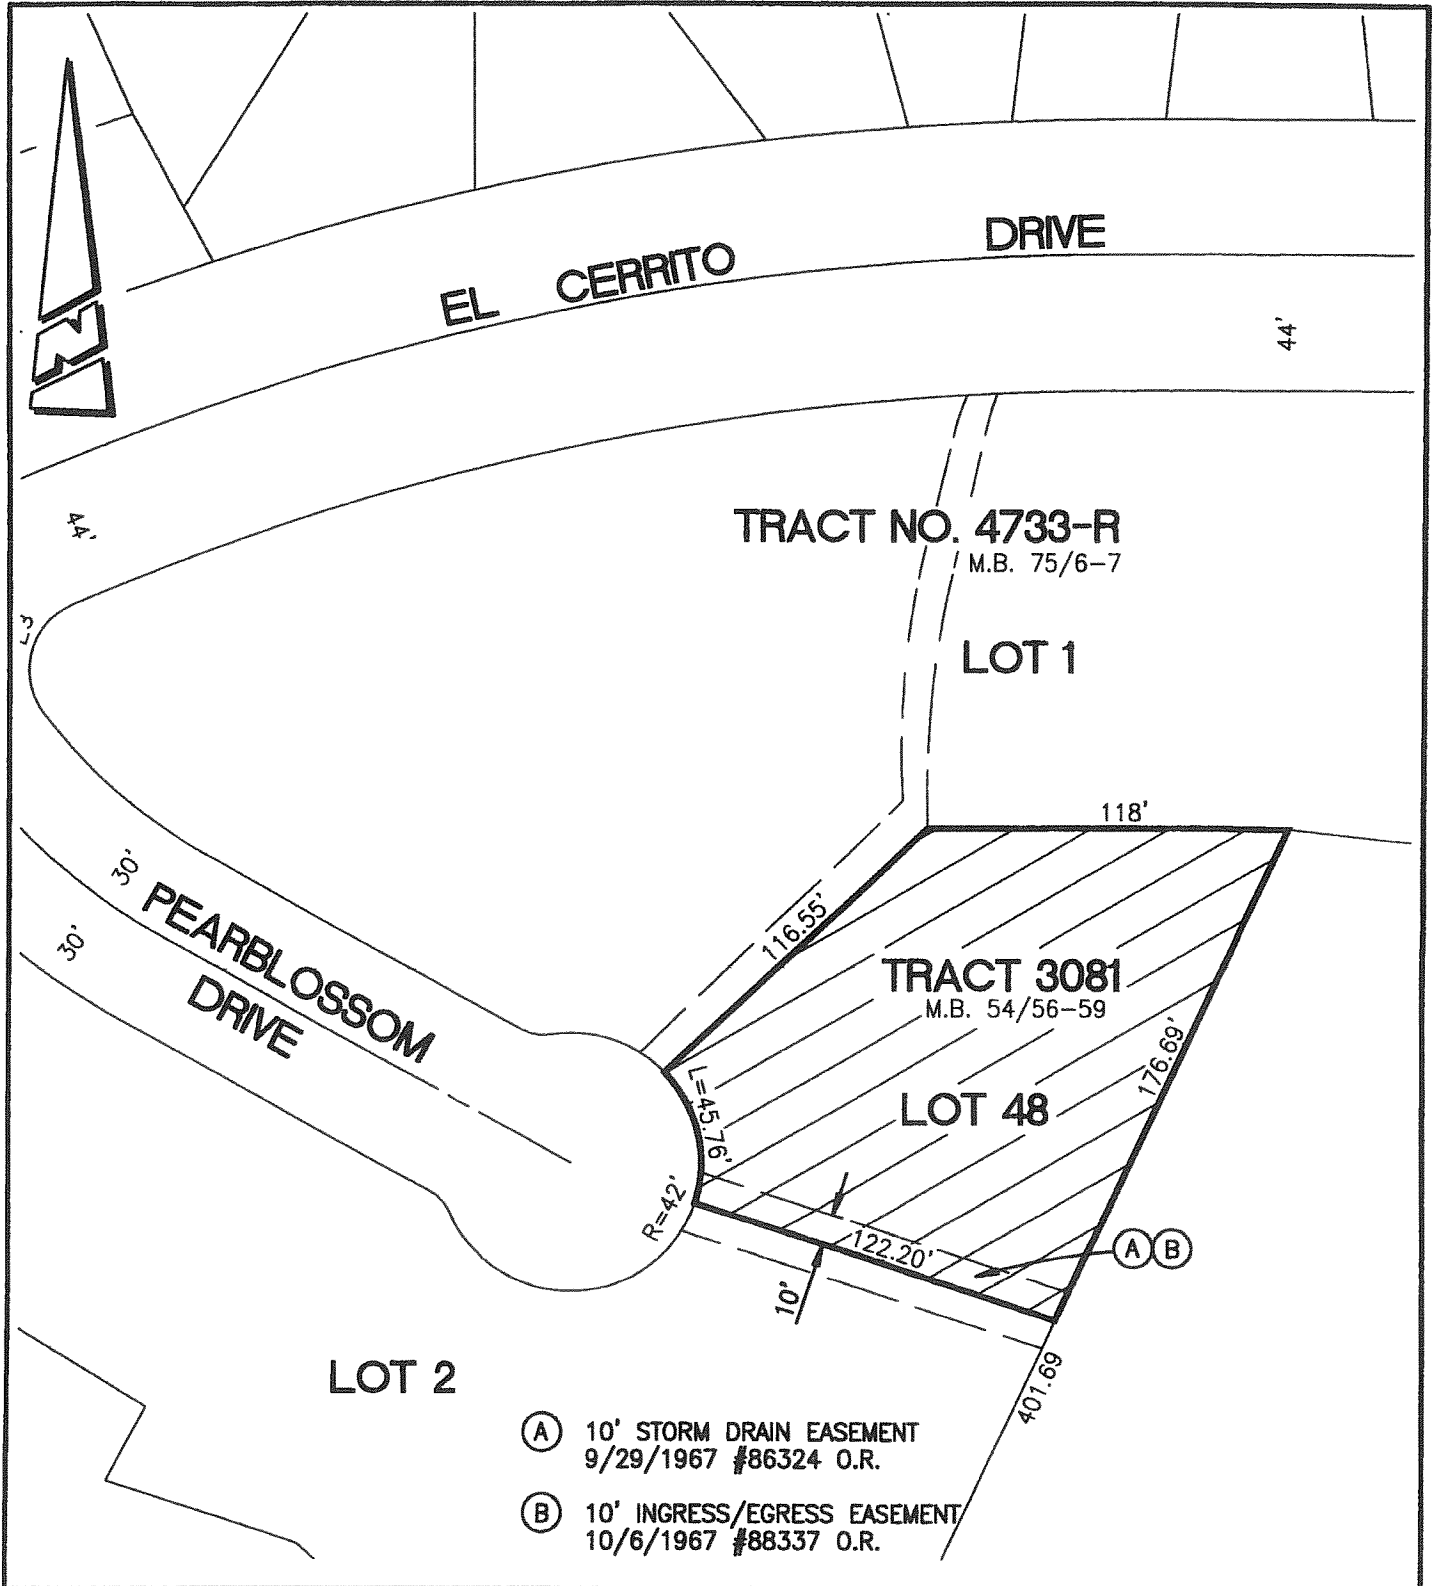 EL CERRITO DRIVE
44'
N
44'
TRACT NO. 4733-R
M.B. 75/6-7
LOT 1
118'
30'
PEARBLOSSOM
DRIVE
30'
116.55'
TRACT 3081
M.B. 54/56-59
176.69'
L=45.76'
LOT 48
R=42'
122.20'
A B
10'
LOT 2
401.69
A 10' STORM DRAIN EASEMENT
9/29/1967 #86324 O.R.
B 10' INGRESS/EGRESS EASEMENT
10/6/1967 #88337 O.R.